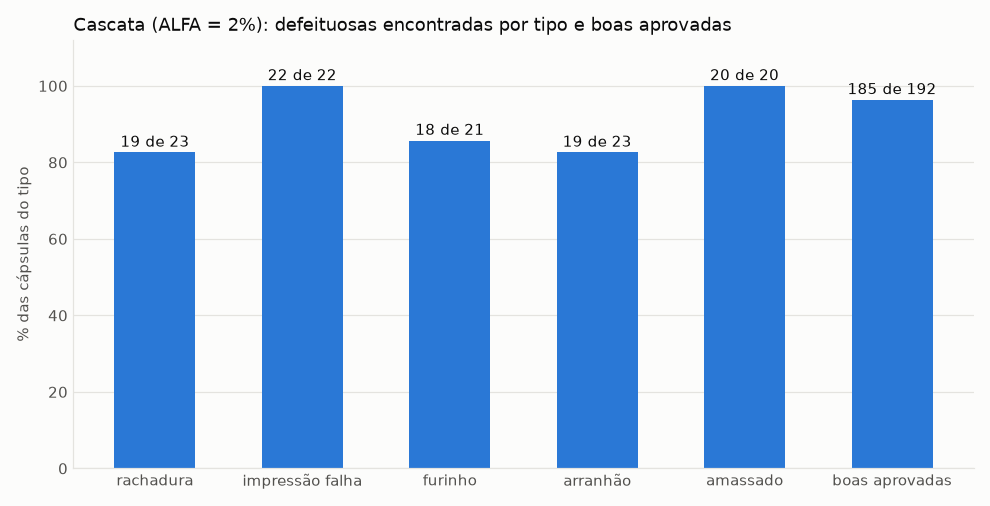 Cascata (ALFA = 2%): defeituosas encontradas por tipo e boas aprovadas
% das cápsulas do tipo
100
80
60
40
20
0
19 de 23
22 de 22
18 de 21
19 de 23
20 de 20
185 de 192
rachadura
impressão falha
furinho
arranhão
amassado
boas aprovadas